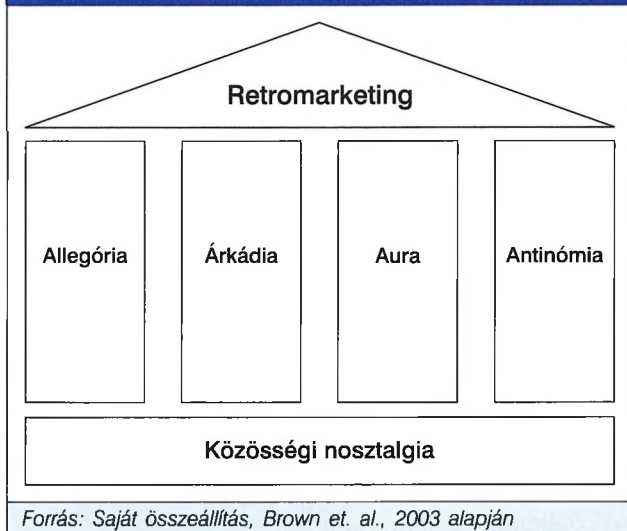 Retromarketing
Allegória
Árkádia
Aura
Antinómia
Közösségi nosztalgia
Forrás: Saját összeállítás, Brown et. al., 2003 alapján